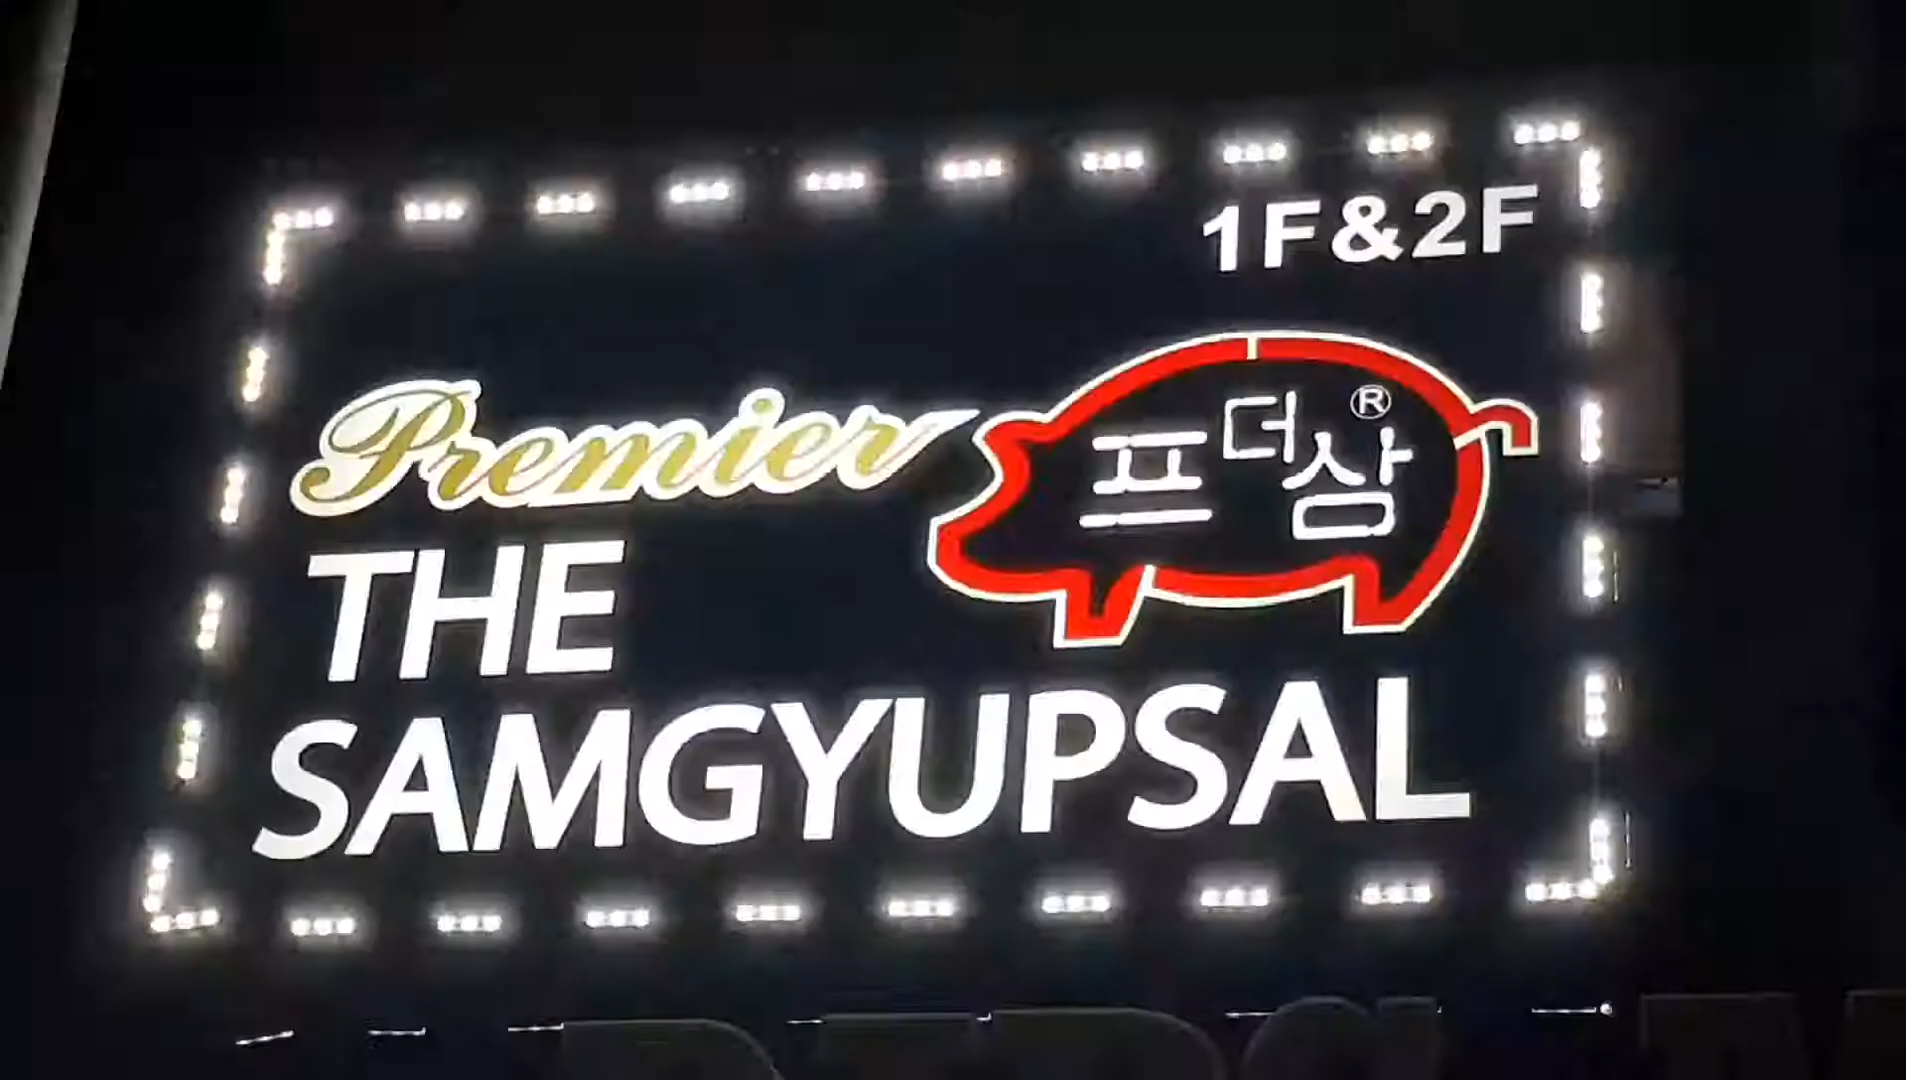 1F&2F
Premier
프더삼®
THE
SAMGYUPSAL